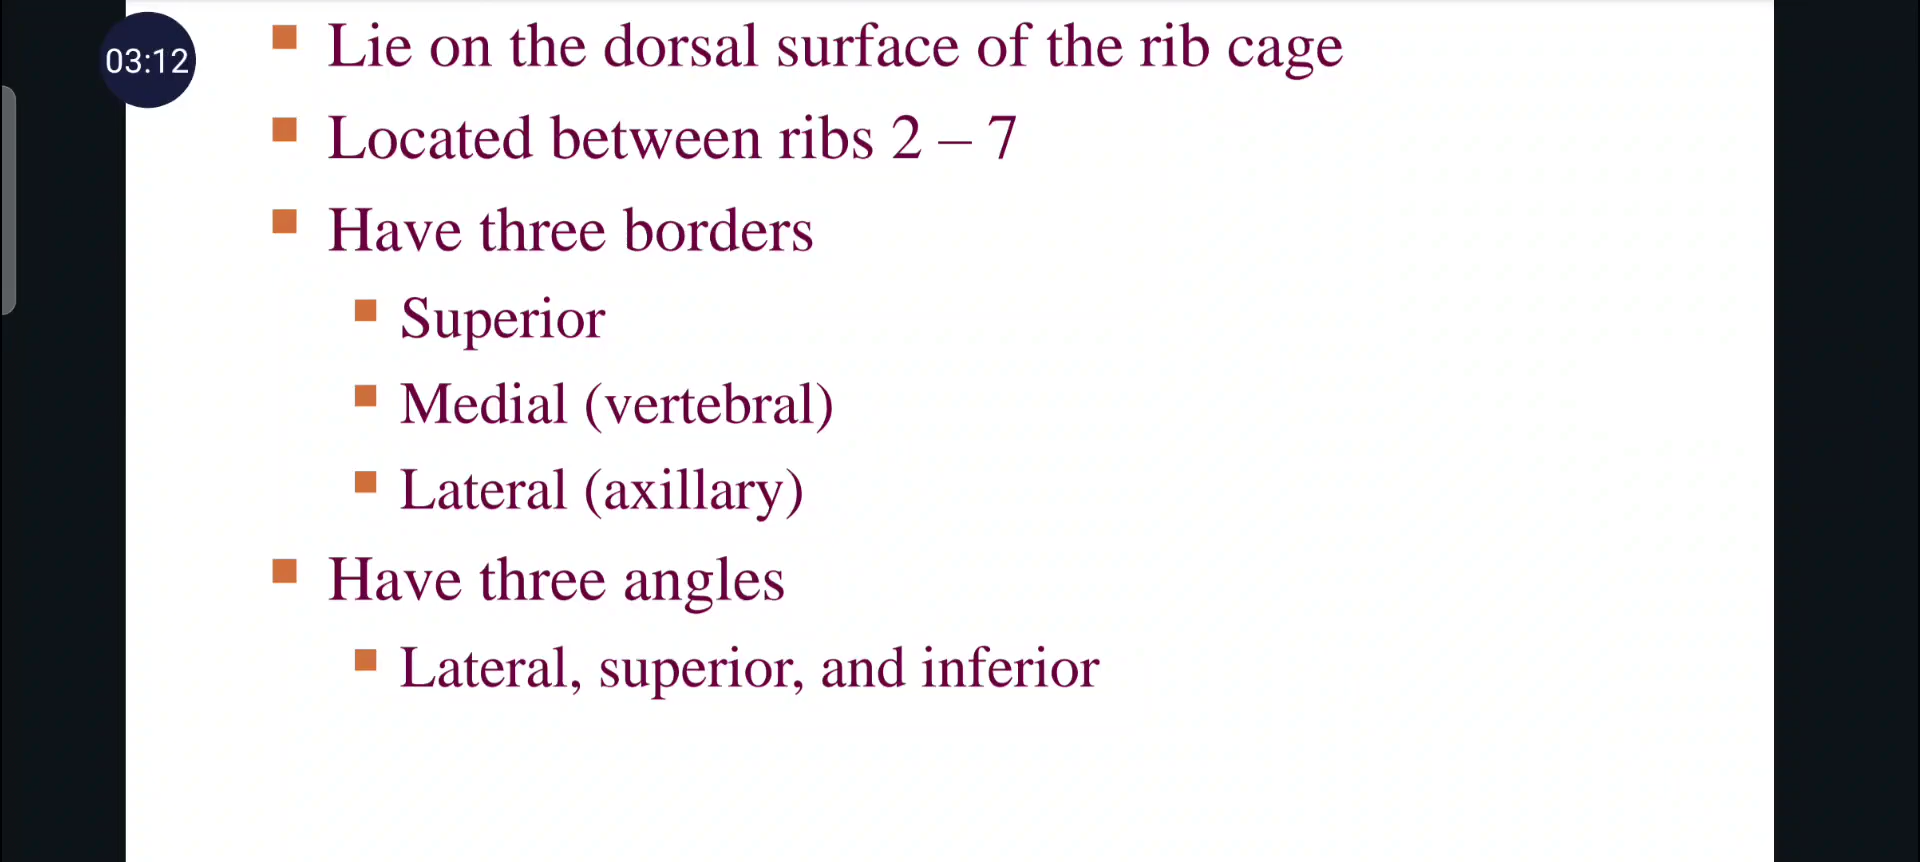 03:12
Lie on the dorsal surface of the rib cage
Located between ribs 2 – 7
Have three borders
Superior
Medial (vertebral)
Lateral (axillary)
Have three angles
Lateral, superior, and inferior